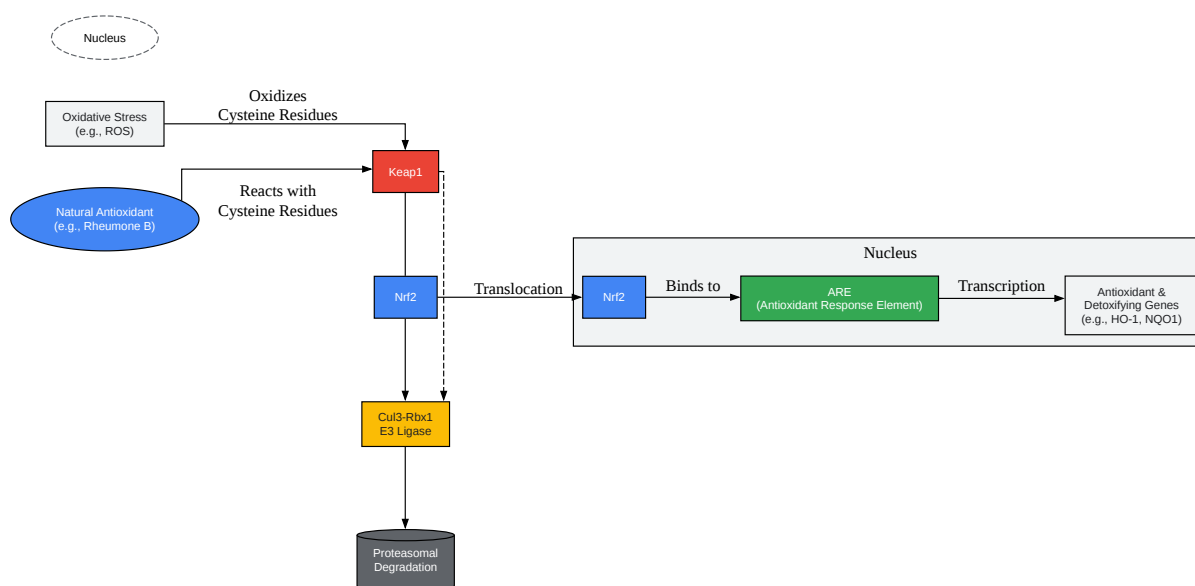 Nucleus
Oxidizes
Cysteine Residues
Oxidative Stress
(e.g., ROS)
Keap1
Reacts with
Cysteine Residues
Natural Antioxidant
(e.g., Rheumone B)
Nucleus
Nrf2
Translocation
Nrf2
Binds to
ARE
(Antioxidant Response Element)
Transcription
Antioxidant &
Detoxifying Genes
(e.g., HO-1, NQO1)
Cul3-Rbx1
E3 Ligase
Proteasomal
Degradation